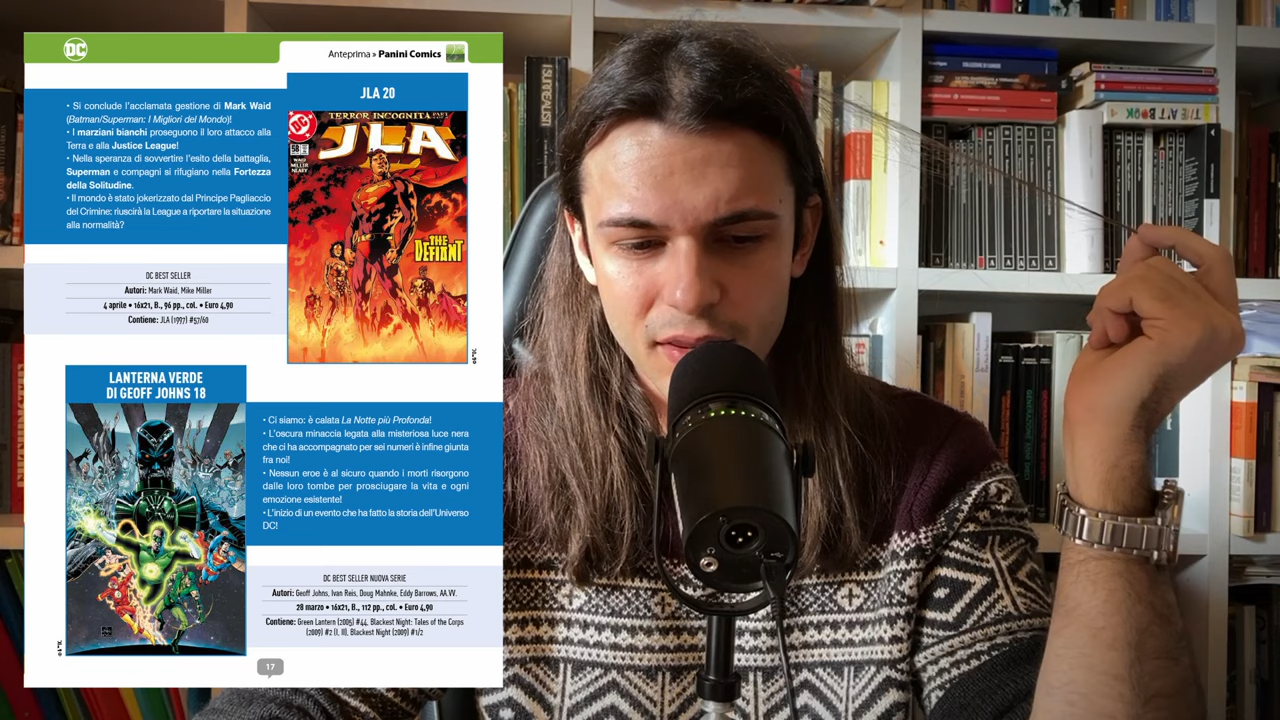 DC
Anteprima » Panini Comics
JLA 20
• Si conclude l'acclamata gestione di Mark Waid
(Batman/Superman: I Migliori del Mondo)!
• I marziani bianchi proseguono il loro attacco alla
Terra e alla Justice League!
• Nella speranza di sovvertire l'esito della battaglia,
Superman e compagni si rifugiano nella Fortezza
della Solitudine.
• Il mondo è stato jokerizzato dal Principe Pagliaccio
del Crimine: riuscirà la League a riportare la situazione
alla normalità?
TERROR INCOGNITA
DC
JLA
58
WAID
MILLER
NEARY
THE
DEFIANT
DC BEST SELLER
Autori: Mark Waid, Mike Miller
4 aprile • 16x21, B., 96 pp., col. • Euro 4,90
Contiene: JLA (1997) #57/60
LANTERNA VERDE
DI GEOFF JOHNS 18
• Ci siamo: è calata La Notte più Profonda!
• L'oscura minaccia legata alla misteriosa luce nera
che ci ha accompagnato per sei numeri è infine giunta
fra noi!
• Nessun eroe è al sicuro quando i morti risorgono
dalle loro tombe per prosciugare la vita e ogni
emozione esistente!
• L'inizio di un evento che ha fatto la storia dell'Universo
DC!
DC BEST SELLER NUOVA SERIE
Autori: Geoff Johns, Ivan Reis, Doug Mahnke, Eddy Barrows, AA.VV.
28 marzo • 16x21, B., 112 pp., col. • Euro 4,90
Contiene: Green Lantern (2005) #44, Blackest Night: Tales of the Corps
(2009) #2 (I, II), Blackest Night (2009) #1/2
17
I SURREALISTI